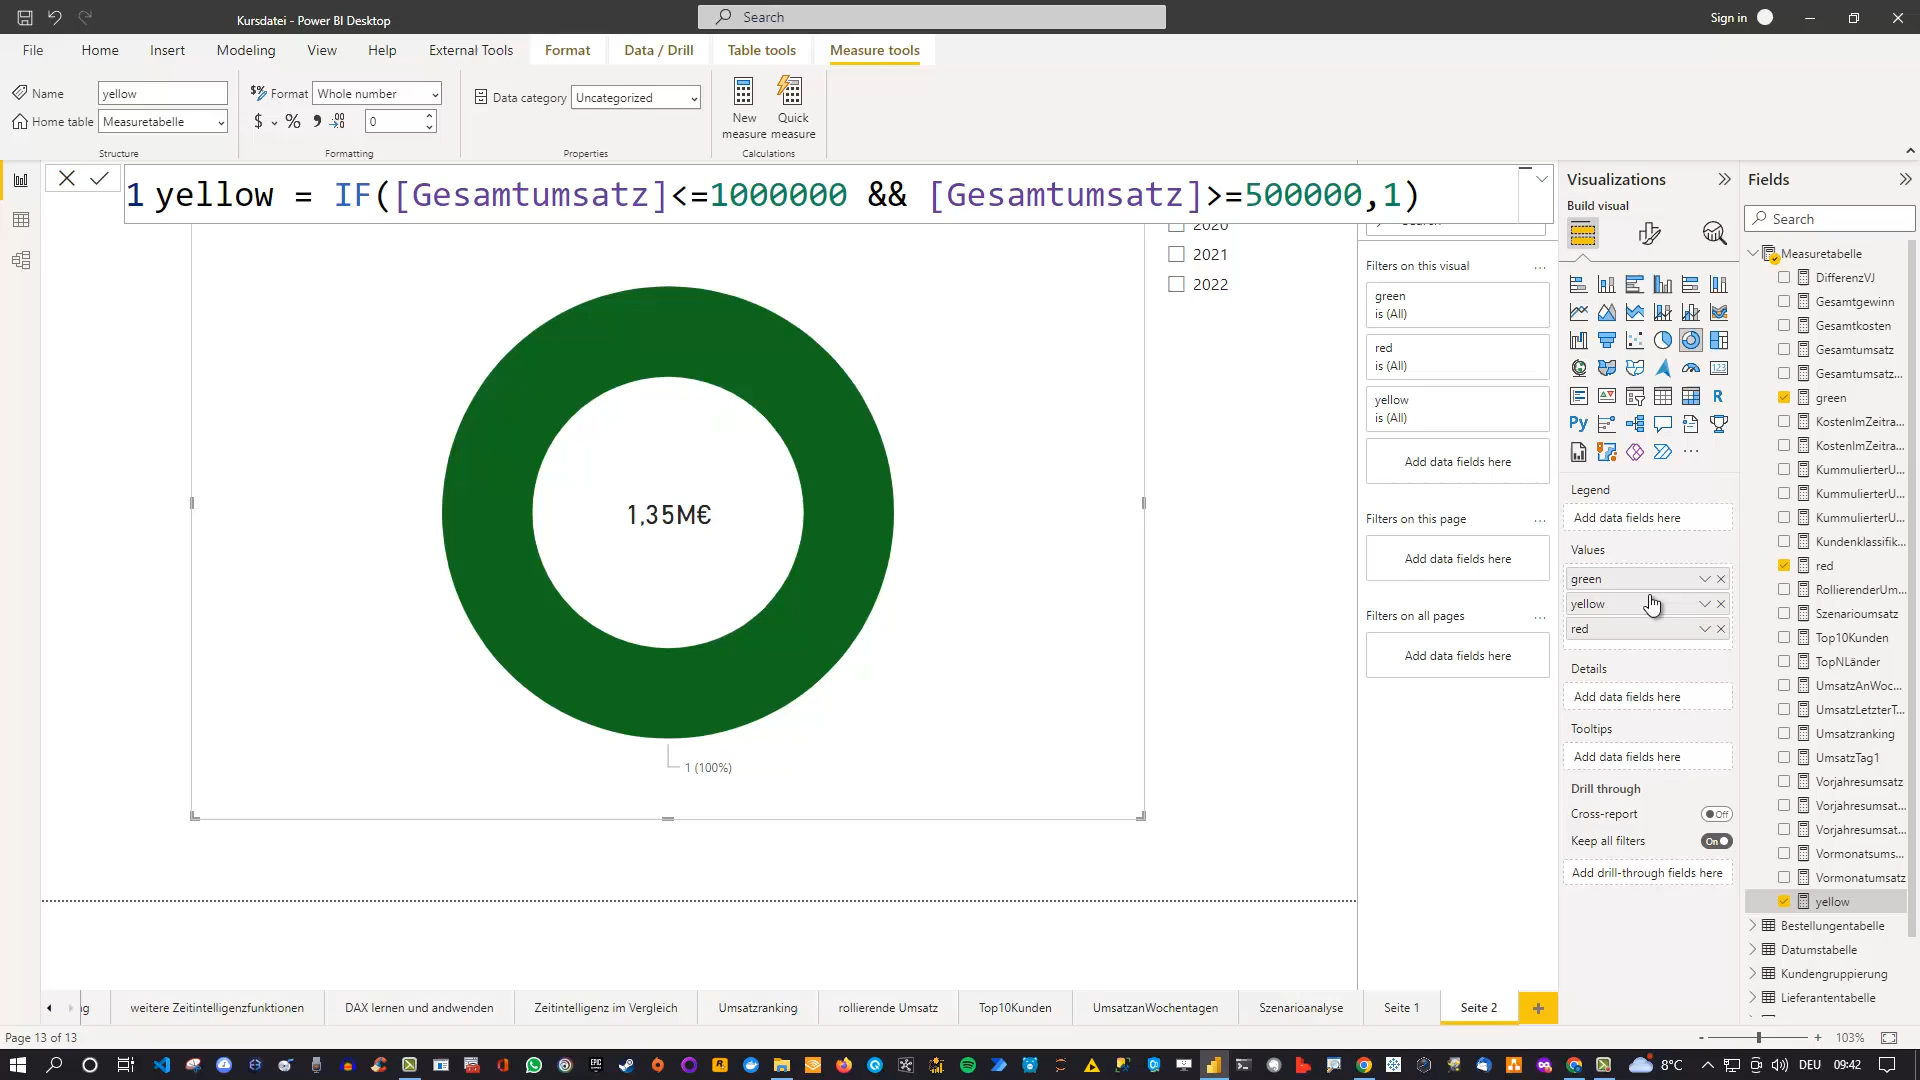 Kursdatei - Power BI Desktop
Search
Sign in
File
Home
Insert
Modeling
View
Help
External Tools
Format
Data / Drill
Table tools
Measure tools
Name
yellow
Home table
Measuretabelle
Structure
Format
Whole number
$
%
0
Formatting
Data category
Uncategorized
Properties
New
measure
Quick
measure
Calculations
1 yellow = IF([Gesamtumsatz]<=1000000 && [Gesamtumsatz]>=500000,1)
2020
2021
2022
1,35M€
1 (100%)
Filters on this visual
...
green
is (All)
red
is (All)
yellow
is (All)
Add data fields here
Filters on this page
...
Add data fields here
Filters on all pages
...
Add data fields here
Visualizations
Build visual
123
R
Py
...
Legend
Add data fields here
Values
green
yellow
red
Details
Add data fields here
Tooltips
Add data fields here
Drill through
Cross-report
Off
Keep all filters
On
Add drill-through fields here
Fields
Search
Measuretabelle
DifferenzVJ
Gesamtgewinn
Gesamtkosten
Gesamtumsatz
Gesamtumsatz...
green
KostenImZeitra...
KostenImZeitra...
KummulierterU...
KummulierterU...
KummulierterU...
Kundenklassifik...
red
RollierenderUm...
Szenarioumsatz
Top10Kunden
TopNLänder
UmsatzAnWoc...
UmsatzLetzterT...
Umsatzranking
UmsatzTag1
Vorjahresumsatz
Vorjahresumsat...
Vorjahresumsat...
Vormonatsums...
Vormonatumsatz
yellow
Bestellungentabelle
Datumstabelle
Kundengruppierung
Lieferantentabelle
weitere Zeitintelligenzfunktionen
DAX lernen und andwenden
Zeitintelligenz im Vergleich
Umsatzranking
rollierende Umsatz
Top10Kunden
UmsatzanWochentagen
Szenarioanalyse
Seite 1
Seite 2
+
Page 13 of 13
-
+
103%
8°C
DEU
09:42